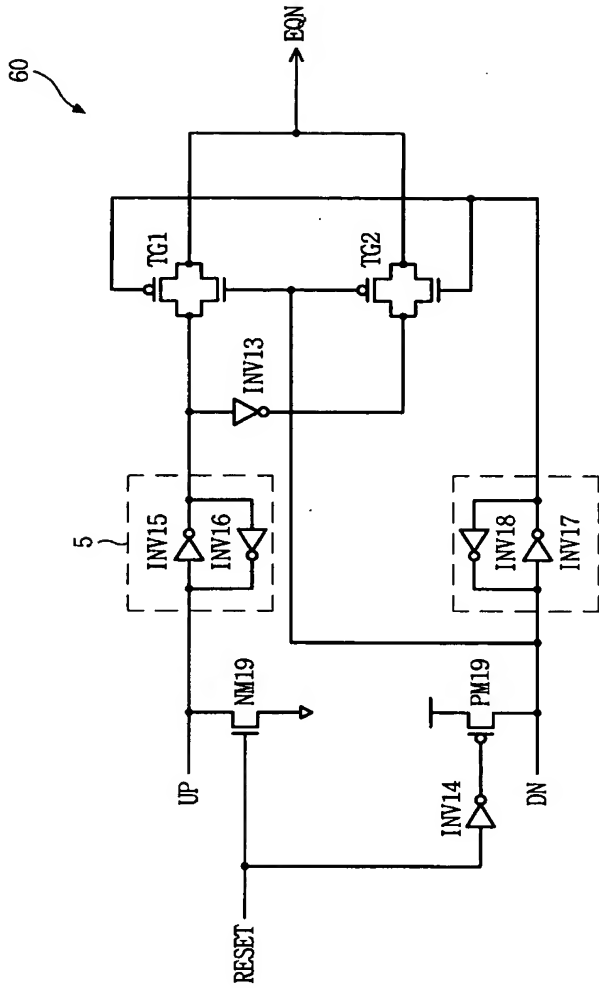 60
EQN
TG1
TG2
INV13
5
INV15
INV16
INV18
INV17
UP
NM19
PM19
INV14
DN
RESET